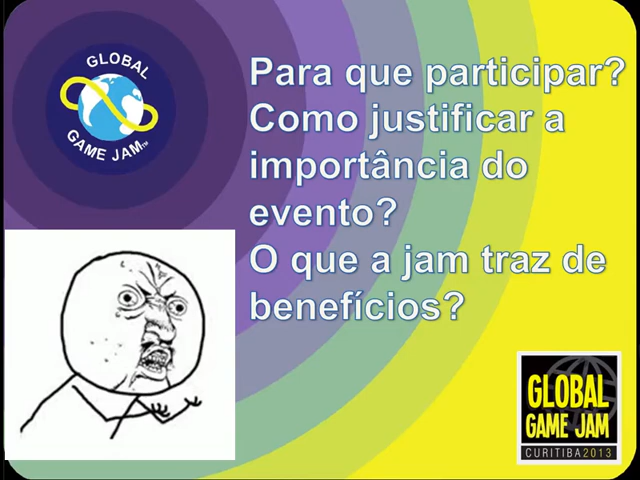 GLOBAL
GAME JAM™
Para que participar?
Como justificar a
importância do
evento?
O que a jam traz de
benefícios?
GLOBAL
GAME JAM
CURITIBA2013